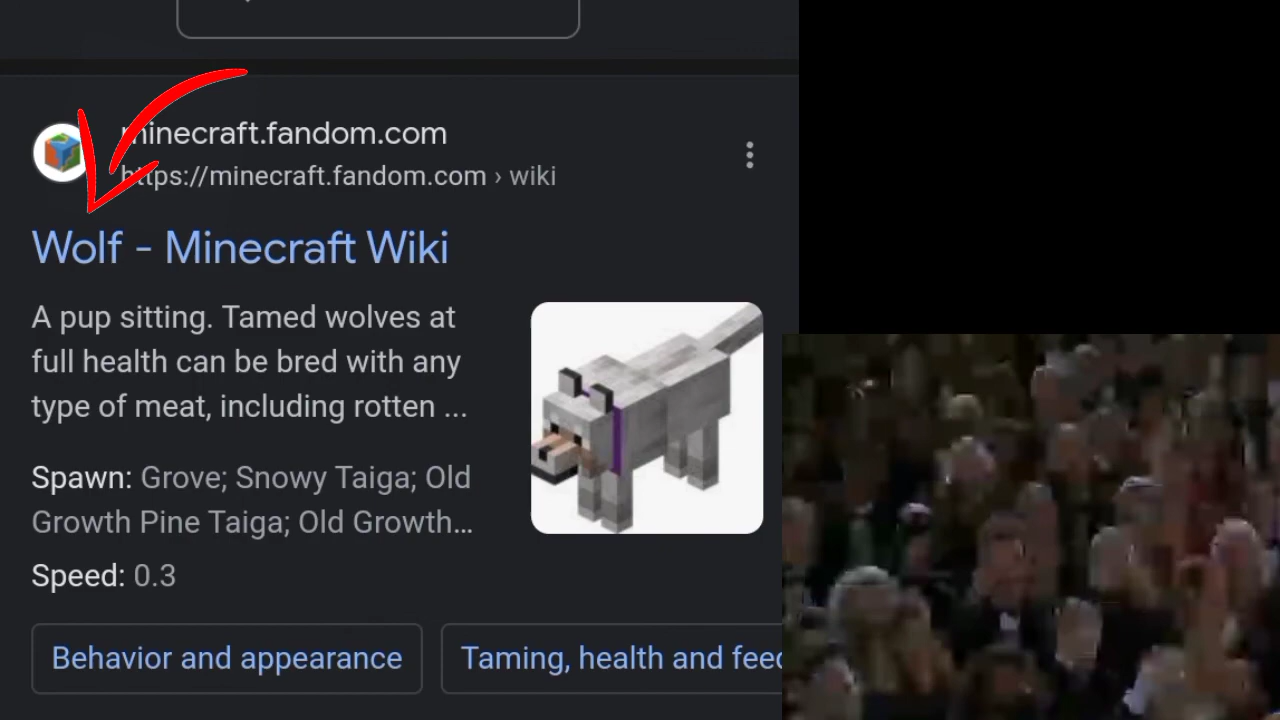 minecraft.fandom.com
https://minecraft.fandom.com › wiki
Wolf - Minecraft Wiki
A pup sitting. Tamed wolves at
full health can be bred with any
type of meat, including rotten ...
Spawn: Grove; Snowy Taiga; Old
Growth Pine Taiga; Old Growth...
Speed: 0.3
Behavior and appearance
Taming, health and feed